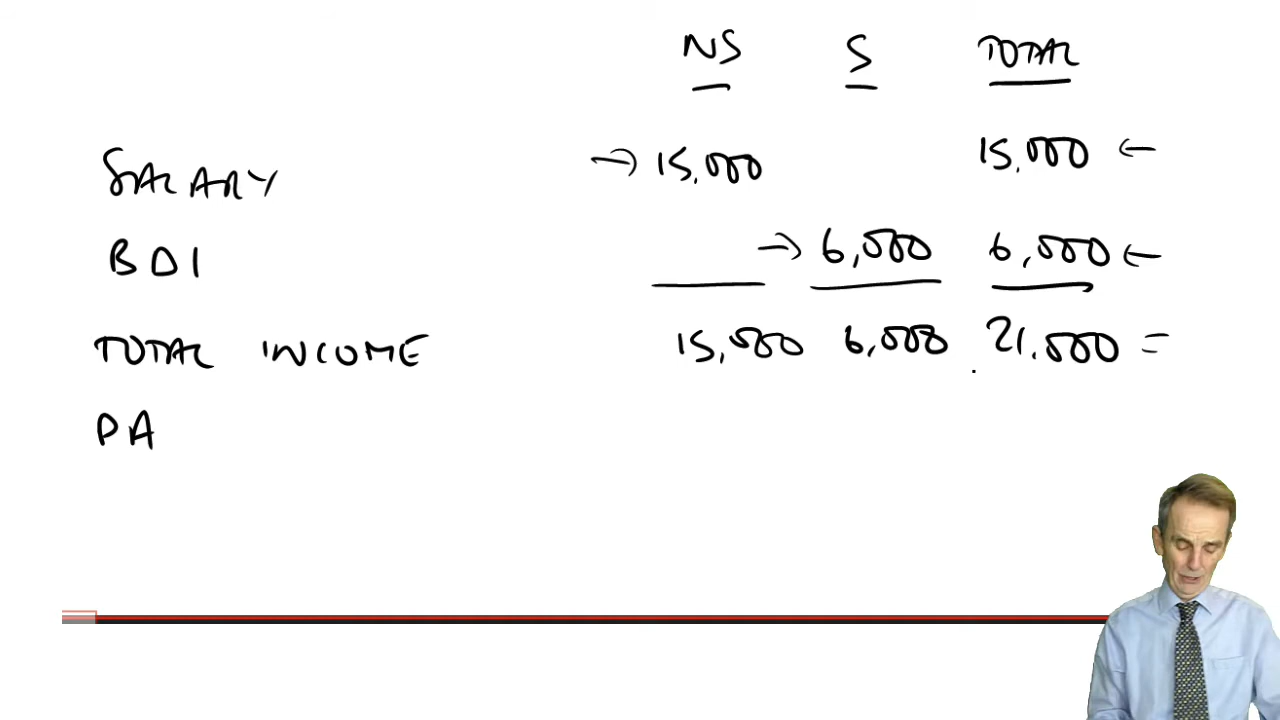 NS S TOTAL
SALARY → 15,000 15,000 ←
BDI → 6,000 6,000 ←
TOTAL INCOME 15,000 6,000 21,000 =
PA